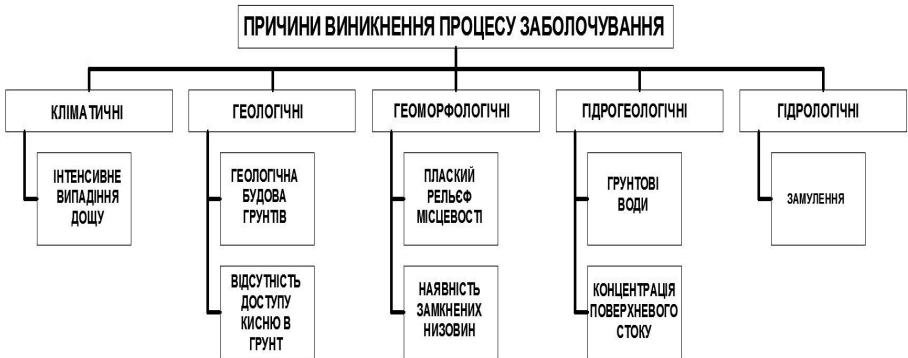 ПРИЧИНИ ВИНИКНЕННЯ ПРОЦЕСУ ЗАБОЛОЧУВАННЯ
КЛІМАТИЧНІ
ІНТЕНСИВНЕ
ВИПАДІННЯ
ДОЩУ
ГЕОЛОГІЧНІ
ГЕОЛОГІЧНА
БУДОВА
ГРУНТІВ
ВІДСУТНІСТЬ
ДОСТУПУ
КИСНЮ В
ГРУНТ
ГЕОМОРФОЛОГІЧНІ
ПЛАСКИЙ
РЕЛЬЄФ
МІСЦЕВОСТІ
НАЯВНІСТЬ
ЗАМКНЕНИХ
НИЗОВИН
ГІДРОГЕОЛОГІЧНІ
ГРУНТОВІ
ВОДИ
КОНЦЕНТРАЦІЯ
ПОВЕРХНЕВОГО
СТОКУ
ГІДРОЛОГІЧНІ
ЗАМУЛЕННЯ